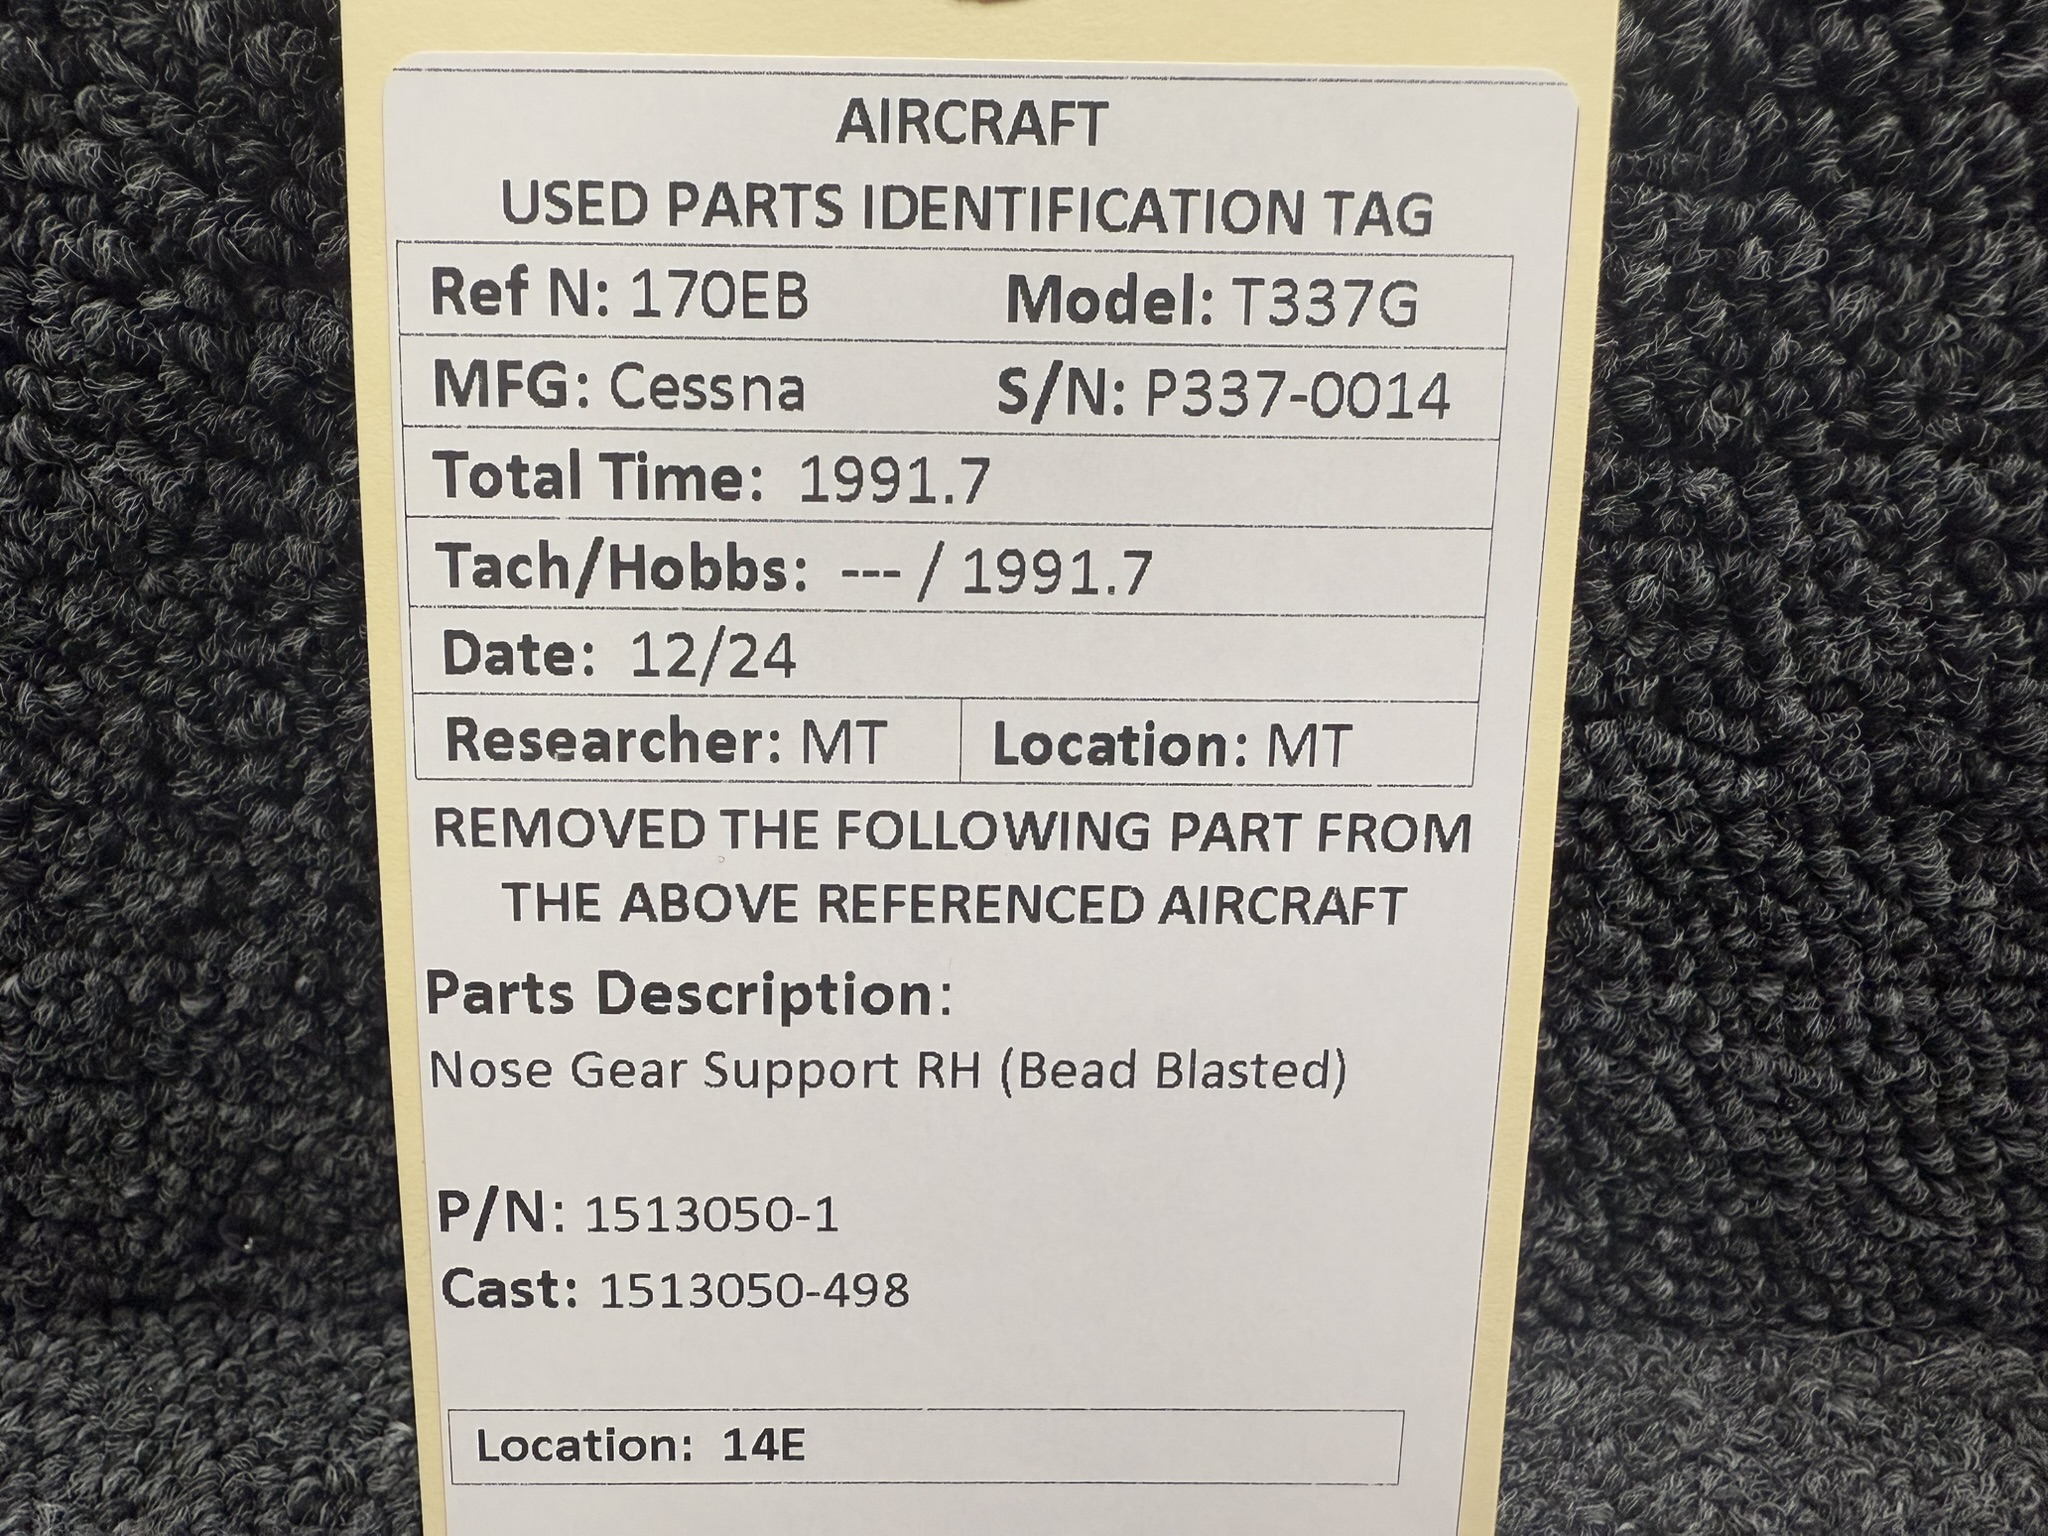 AIRCRAFT
USED PARTS IDENTIFICATION TAG
Ref N: 170EB Model: T337G
MFG: Cessna S/N: P337-0014
Total Time: 1991.7
Tach/Hobbs: --- / 1991.7
Date: 12/24
Researcher: MT Location: MT
REMOVED THE FOLLOWING PART FROM
THE ABOVE REFERENCED AIRCRAFT
Parts Description:
Nose Gear Support RH (Bead Blasted)
P/N: 1513050-1
Cast: 1513050-498
Location: 14E